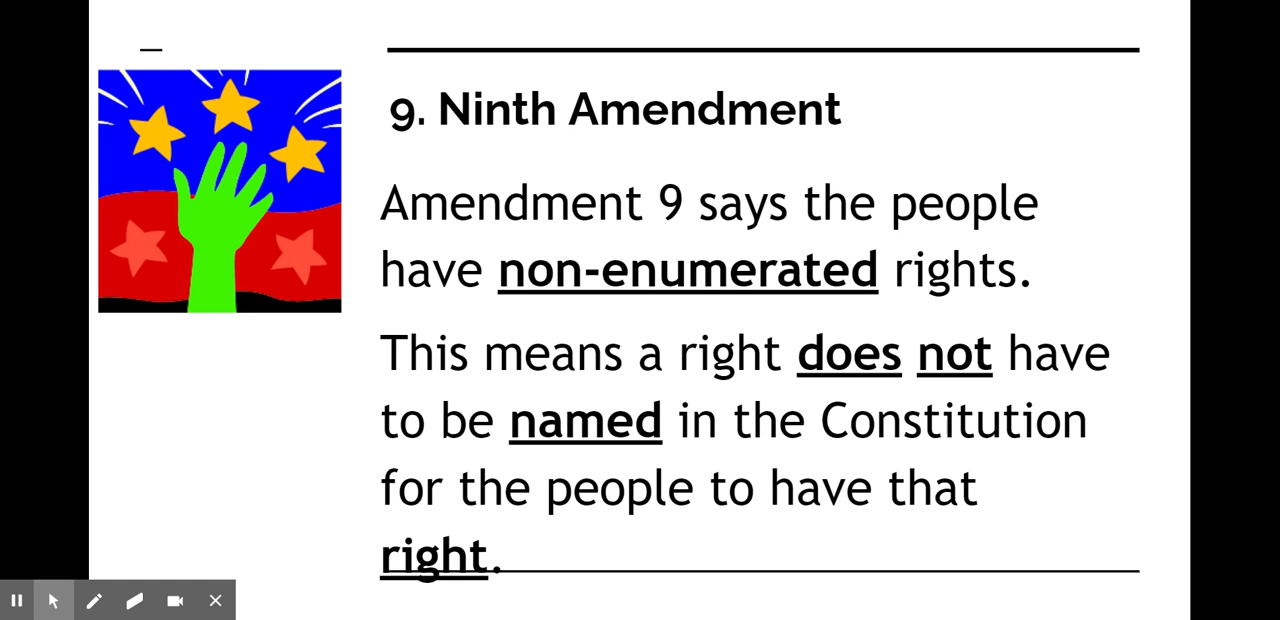 9. Ninth Amendment
Amendment 9 says the people
have non-enumerated rights.
This means a right does not have
to be named in the Constitution
for the people to have that
right.